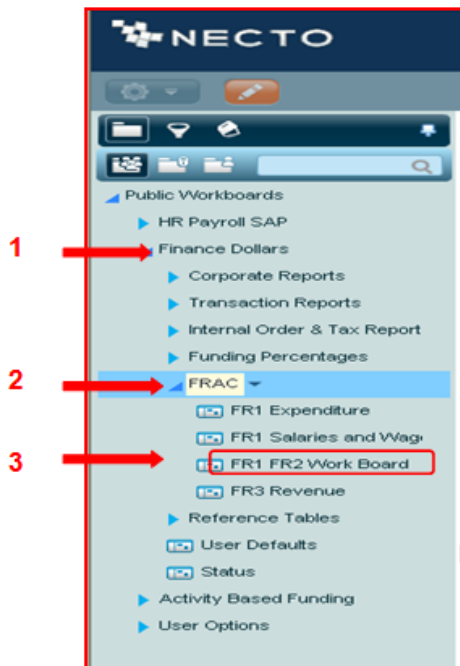 NECTO
Public Workboards
HR Payroll SAP
1
Finance Dollars
Corporate Reports
Transaction Reports
Internal Order & Tax Report
Funding Percentages
2
FRAC
FR1 Expenditure
FR1 Salaries and Wag
3
FR1 FR2 Work Board
FR3 Revenue
Reference Tables
User Defaults
Status
Activity Based Funding
User Options